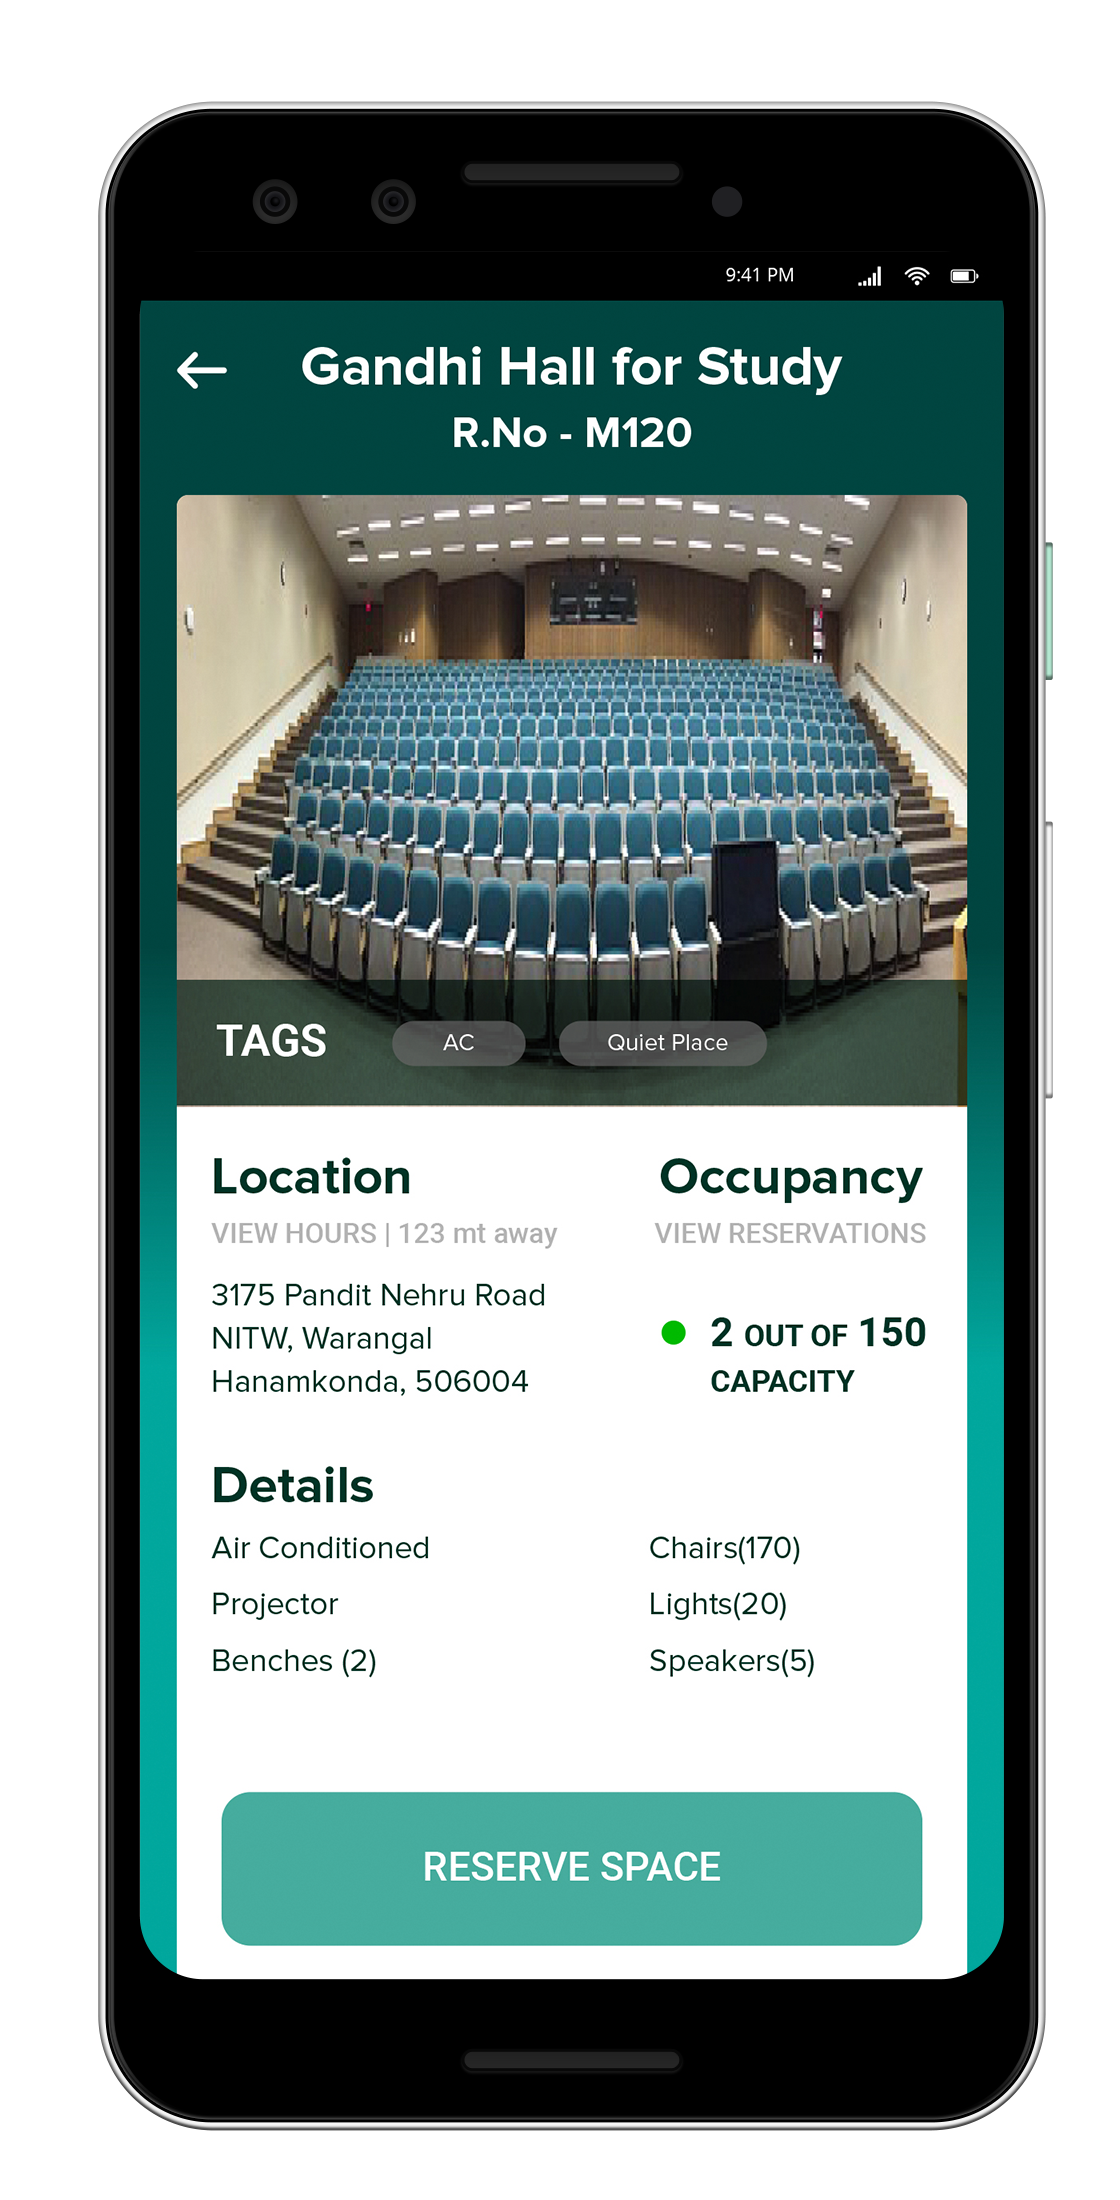 9:41 PM
Gandhi Hall for Study
R.No - M120
TAGS
AC
Quiet Place
Location
VIEW HOURS | 123 mt away
3175 Pandit Nehru Road
NITW, Warangal
Hanamkonda, 506004
Occupancy
VIEW RESERVATIONS
2 OUT OF 150
CAPACITY
Details
Air Conditioned
Projector
Benches (2)
Chairs(170)
Lights(20)
Speakers(5)
RESERVE SPACE